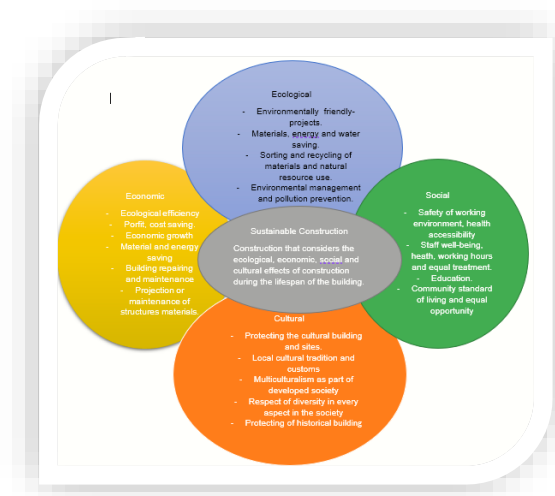 Ecological
- Environmentally friendly-
projects.
- Materials, energy and water
saving.
- Sorting and recycling of
materials and natural
resource use.
- Environmental management
and pollution prevention.
Economic
- Ecological efficiency
- Porfit, cost saving.
- Economic growth
- Material and energy
saving
- Building repairing
and maintenance
- Projection or
maintenance of
structures materials.
Sustainable Construction
Construction that considers the
ecological, economic, social and
cultural effects of construction
during the lifespan of the building.
Social
- Safety of working
environment, health
accessibility
- Staff well-being,
heath, working hours
and equal treatment.
- Education.
- Community standard
of living and equal
opportunity
Cultural
- Protecting the cultural building
and sites.
- Local cultural tradition and
customs
- Multiculturalism as part of
developed society
- Respect of diversity in every
aspect in the society
- Protecting of historical building